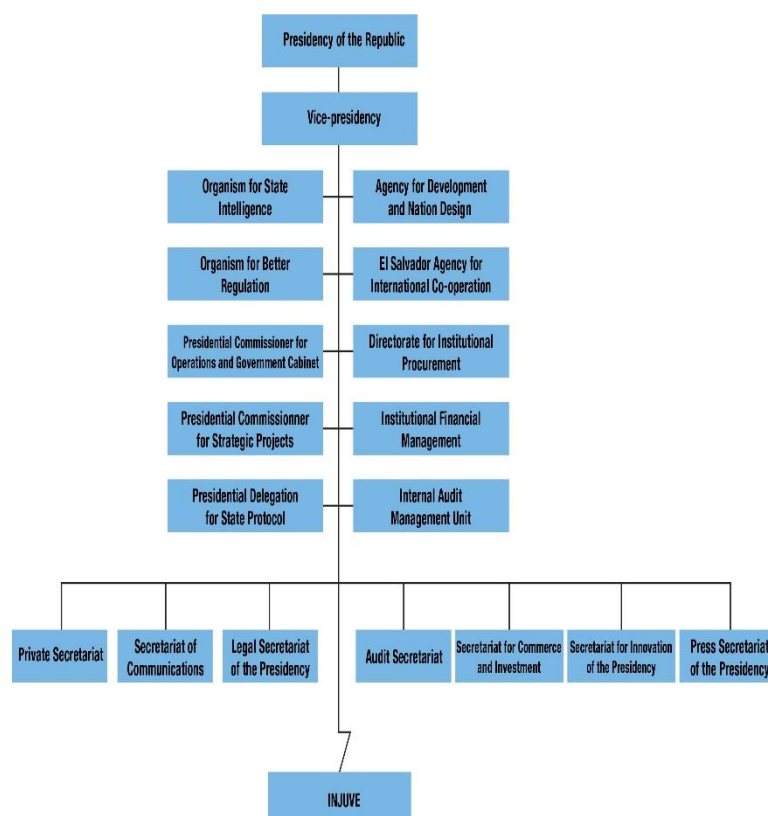 Presidency of the Republic
Vice-presidency
Organism for State
Intelligence
Agency for Development
and Nation Design
Organism for Better
Regulation
El Salvador Agency for
International Co-operation
Presidential Commissioner for
Operations and Government Cabinet
Directorate for Institutional
Procurement
Presidential Commissionner
for Strategic Projects
Institutional Financial
Management
Presidential Delegation
for State Protocol
Internal Audit
Management Unit
Private Secretariat
Secretariat of
Communications
Legal Secretariat
of the Presidency
Audit Secretariat
Secretariat for Commerce
and Investment
Secretariat for Innovation
of the Presidency
Press Secretariat
of the Presidency
INJUVE